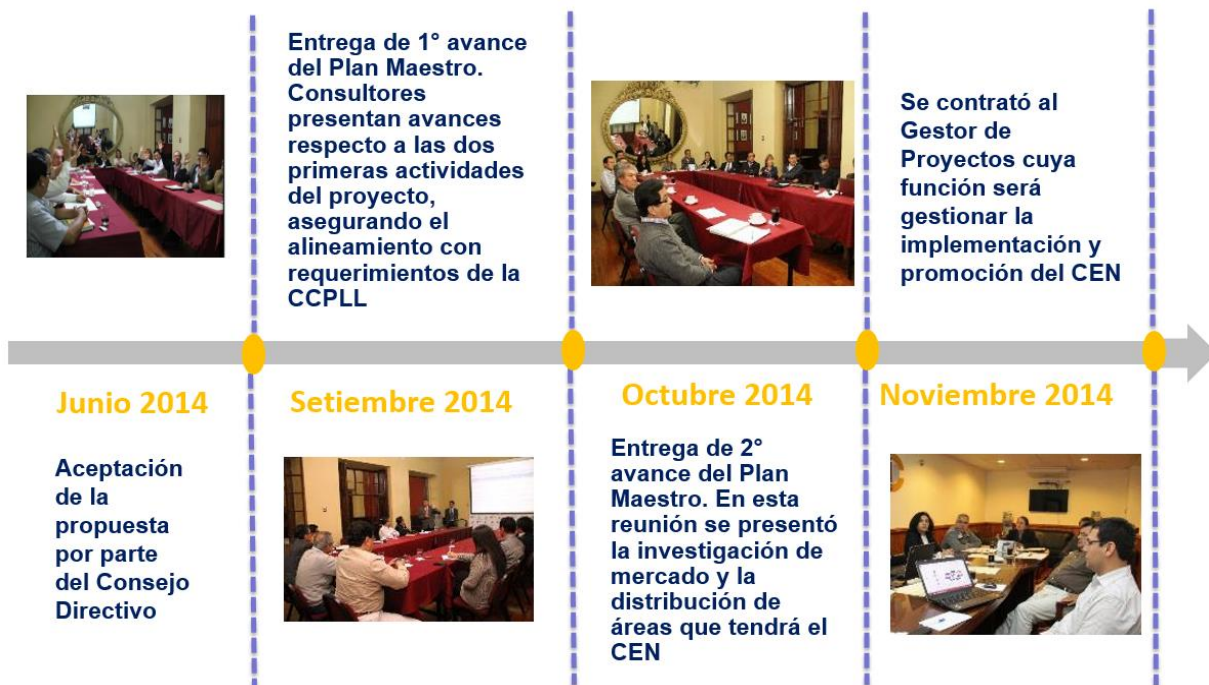 Entrega de 1° avance
del Plan Maestro.
Consultores
presentan avances
respecto a las dos
primeras actividades
del proyecto,
asegurando el
alineamiento con
requerimientos de la
CCPLL
Se contrató al
Gestor de
Proyectos cuya
función será
gestionar la
implementación y
promoción del CEN
Junio 2014
Setiembre 2014
Octubre 2014
Noviembre 2014
Aceptación
de la
propuesta
por parte
del Consejo
Directivo
Entrega de 2°
avance del Plan
Maestro. En esta
reunión se presentó
la investigación de
mercado y la
distribución de
áreas que tendrá el
CEN